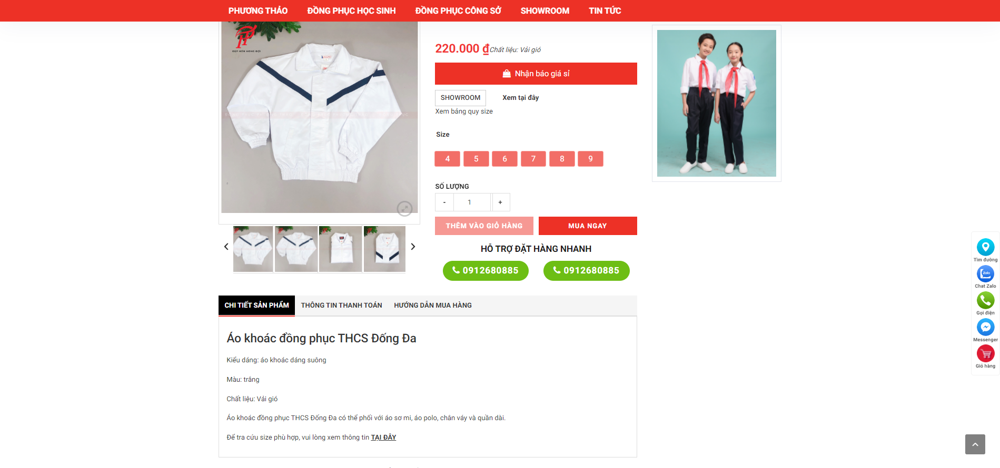 PHƯƠNG THẢO
ĐỒNG PHỤC HỌC SINH
ĐỒNG PHỤC CÔNG SỞ
SHOWROOM
TIN TỨC
ĐẸP HƠN MONG ĐỢI
220.000 ₫ Chất liệu: Vải gió
Nhận báo giá sỉ
SHOWROOM
Xem tại đây
Xem bảng quy size
Size
4 5 6 7 8 9
SỐ LƯỢNG
- 1 +
THÊM VÀO GIỎ HÀNG
MUA NGAY
HỖ TRỢ ĐẶT HÀNG NHANH
0912680885
0912680885
CHI TIẾT SẢN PHẨM
THÔNG TIN THANH TOÁN
HƯỚNG DẪN MUA HÀNG
Áo khoác đồng phục THCS Đống Đa
Kiểu dáng: áo khoác dáng suông
Màu: trắng
Chất liệu: Vải gió
Áo khoác đồng phục THCS Đống Đa có thể phối với áo sơ mi, áo polo, chân váy và quần dài.
Để tra cứu size phù hợp, vui lòng xem thông tin TẠI ĐÂY
Tìm đường
Zalo
Chat Zalo
Gọi điện
Messenger
Giỏ hàng